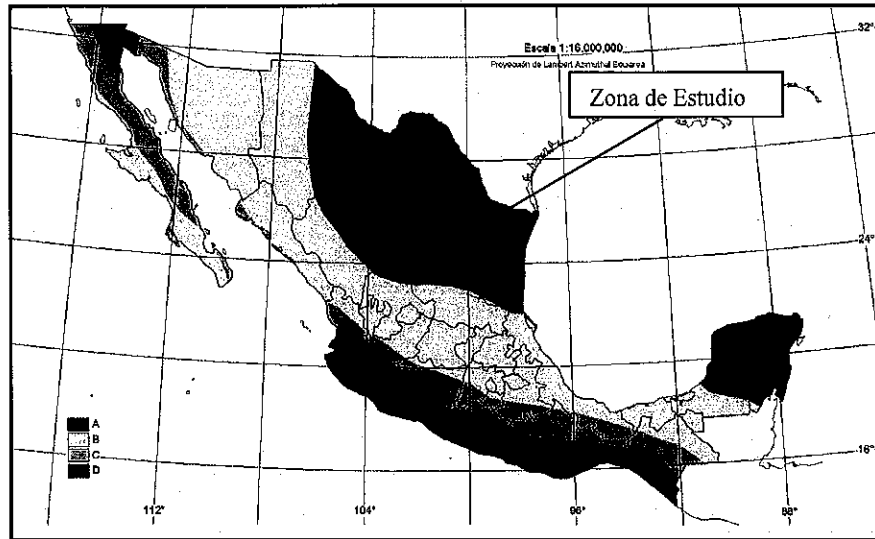 32°
Escala 1:16,000,000
Proyección de Lambert Azimuthal Equiarea
Zona de Estudio
24°
A
B
C
D
16°
112°
104°
96°
88°